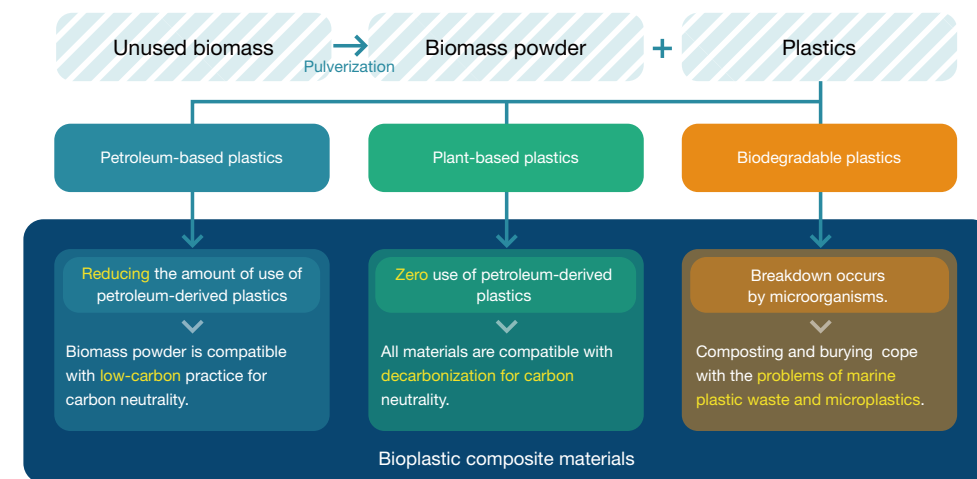 Unused biomass
Pulverization
Biomass powder
+
Plastics
Petroleum-based plastics
Plant-based plastics
Biodegradable plastics
Reducing the amount of use of
petroleum-derived plastics
Biomass powder is compatible
with low-carbon practice for
carbon neutrality.
Zero use of petroleum-derived
plastics
All materials are compatible with
decarbonization for carbon
neutrality.
Breakdown occurs
by microorganisms.
Composting and burying cope
with the problems of marine
plastic waste and microplastics.
Bioplastic composite materials